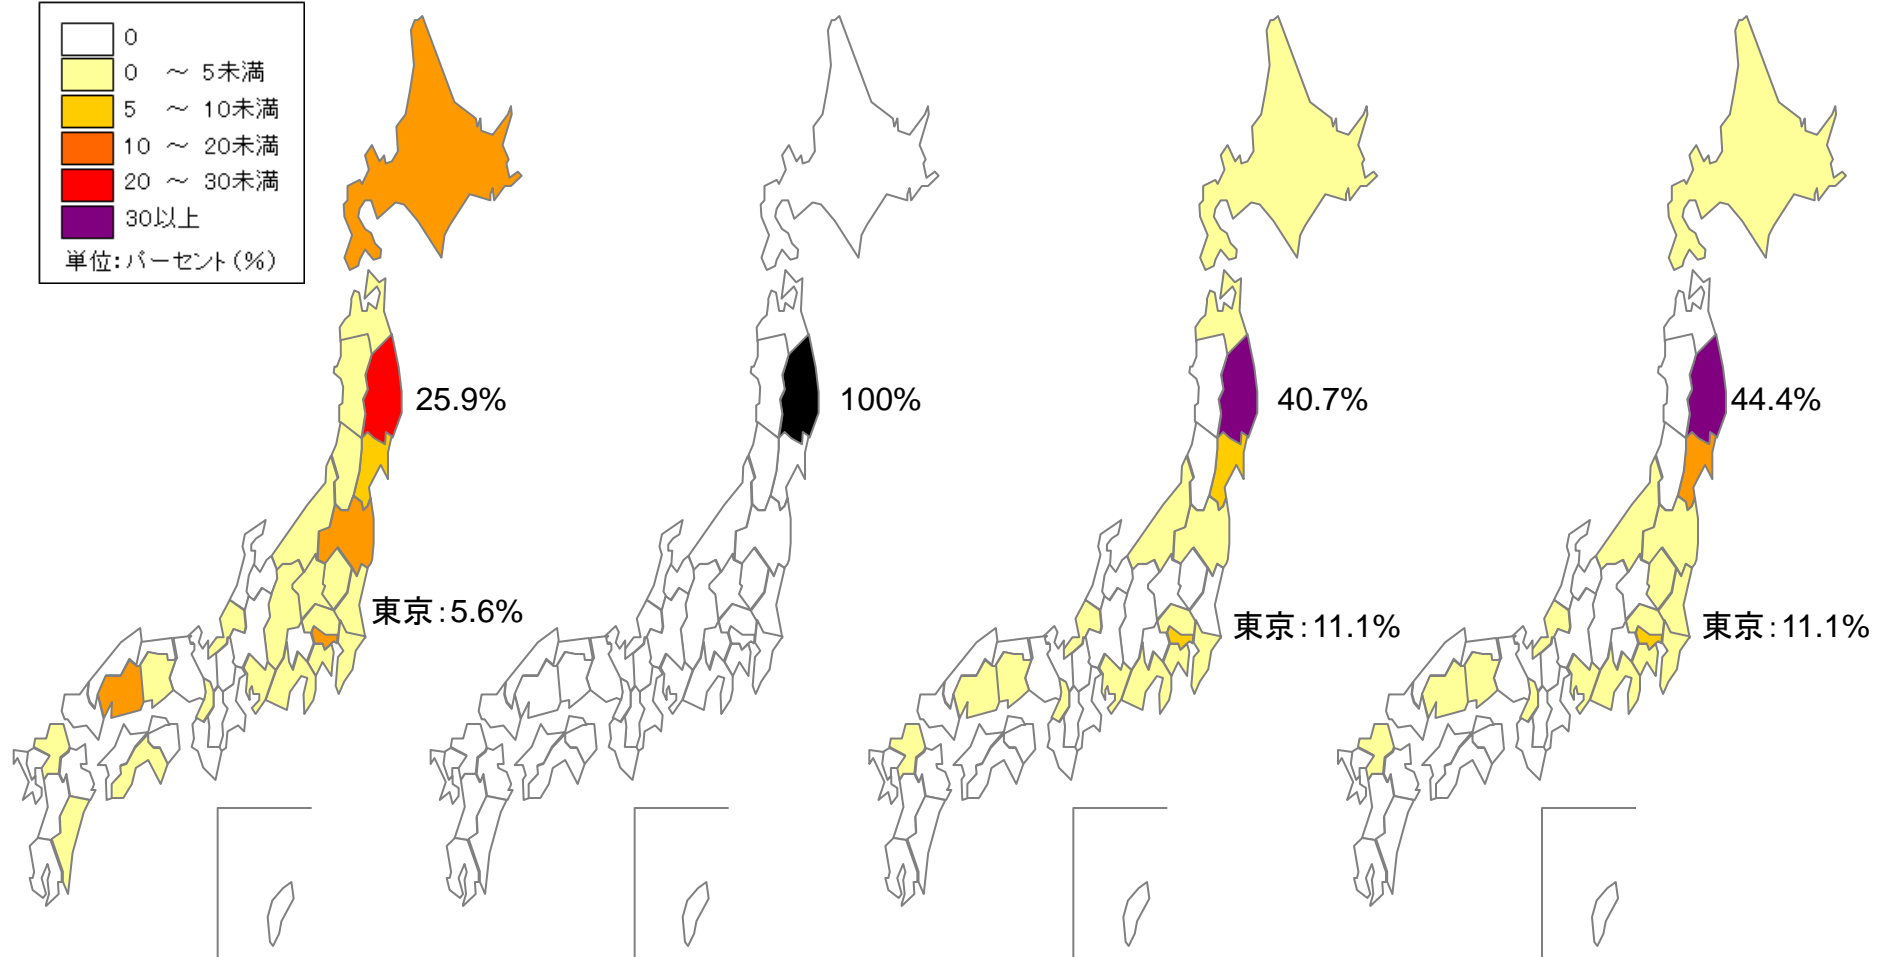 0
0 ～ 5未満
5 ～ 10未満
10 ～ 20未満
20 ～ 30未満
30以上
単位:パーセント(%)
25.9%
100%
40.7%
44.4%
東京：5.6%
東京：11.1%
東京：11.1%